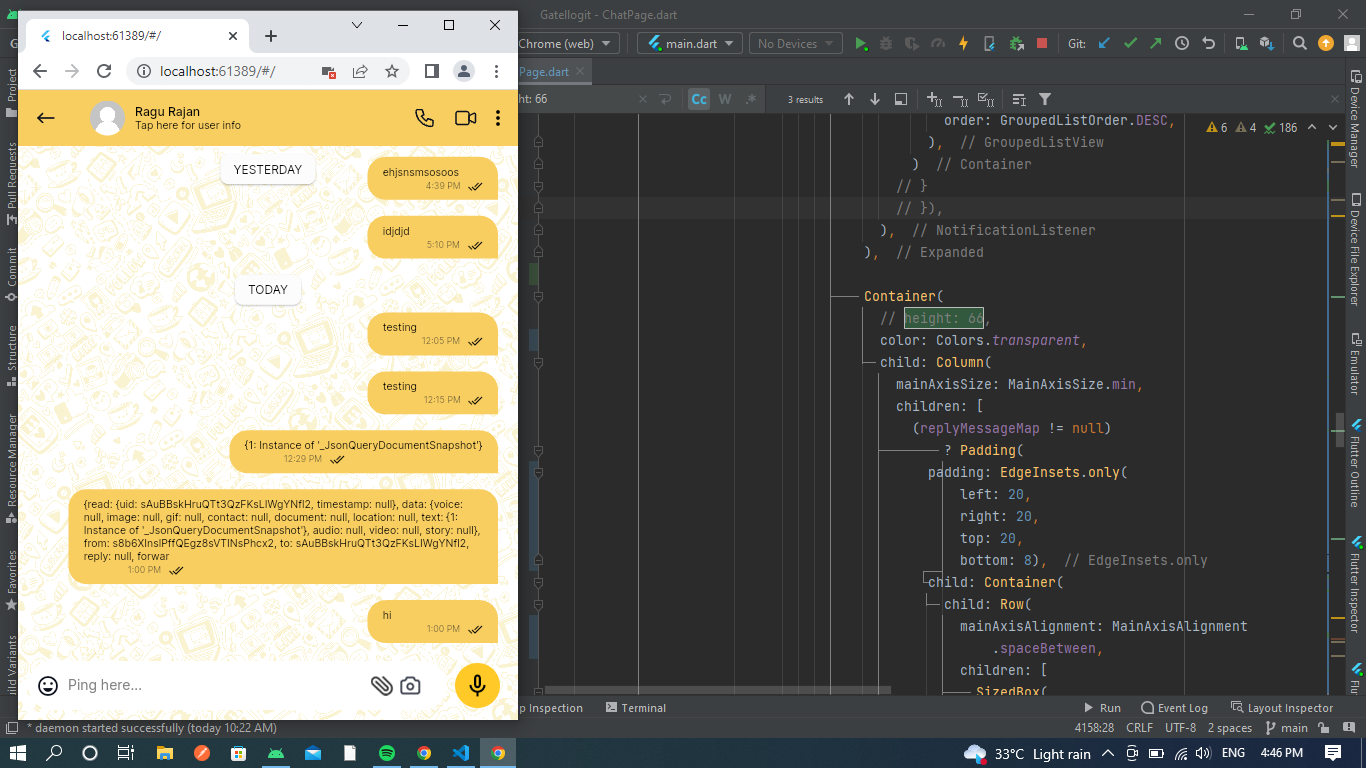 localhost:61389/#/
localhost:61389/#/
Ragu Rajan
Tap here for user info
YESTERDAY
ehjsnsmsosoos
4:39 PM
idjdjd
5:10 PM
TODAY
testing
12:05 PM
testing
12:15 PM
{1: Instance of '_JsonQueryDocumentSnapshot'}
12:29 PM
{read: {uid: sAuBBskHruQTt3QzFKsLIWgYNfl2, timestamp: null}, data: {voice:
null, image: null, gif: null, contact: null, document: null, location: null, text: {1:
Instance of '_JsonQueryDocumentSnapshot'}, audio: null, video: null, story: null},
from: s8b6XInslPffQEgz8sVTINsPhcx2, to: sAuBBskHruQTt3QzFKsLIWgYNfl2,
reply: null, forwar
1:00 PM
hi
1:00 PM
Ping here...
Gatellogit - ChatPage.dart
Chrome (web)
main.dart
No Devices
Git:
Page.dart
ht: 66
Cc
W
.*
3 results
6
4
186
order: GroupedListOrder.DESC,
), // GroupedListView
) // Container
// }
// }),
), // NotificationListener
), // Expanded
Container(
// height: 66,
color: Colors.transparent,
child: Column(
mainAxisSize: MainAxisSize.min,
children: [
(replyMessageMap != null)
? Padding(
padding: EdgeInsets.only(
left: 20,
right: 20,
top: 20,
bottom: 8), // EdgeInsets.only
child: Container(
child: Row(
mainAxisAlignment: MainAxisAlignment
.spaceBetween,
children: [
SizedBox(
Project
Pull Requests
Commit
Structure
Resource Manager
Favorites
ild Variants
Device Manager
Device File Explorer
Emulator
Flutter Outline
Flutter Inspector
Flu
p Inspection
Terminal
Run
Event Log
Layout Inspector
* daemon started successfully (today 10:22 AM)
4158:28
CRLF
UTF-8
2 spaces
main
33°C
Light rain
ENG
4:46 PM